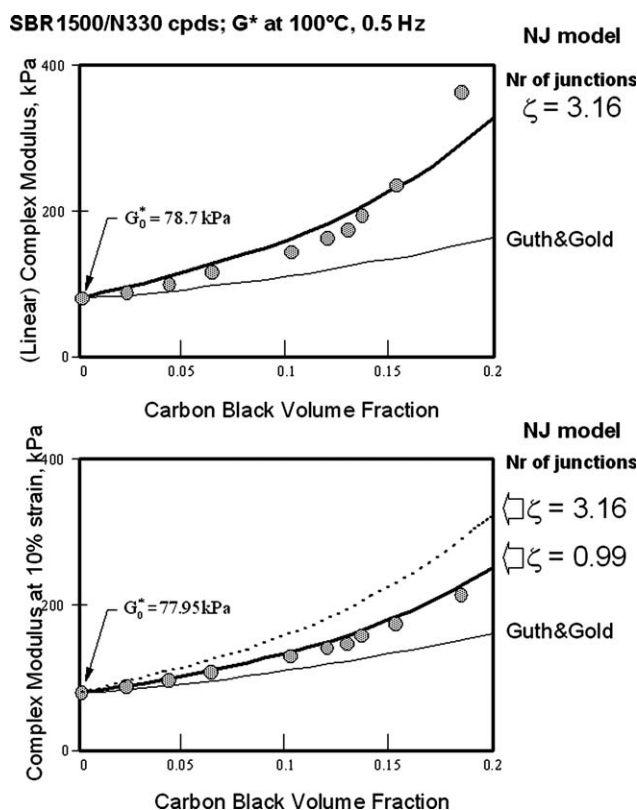 SBR1500/N330 cpds; G* at 100°C, 0.5 Hz
NJ model
Nr of junctions
ζ = 3.16
Guth&Gold
(Linear) Complex Modulus, kPa
400
200
0
G₀* = 78.7 kPa
0 0.05 0.1 0.15 0.2
Carbon Black Volume Fraction
NJ model
Nr of junctions
ζ = 3.16
ζ = 0.99
Guth&Gold
Complex Modulus at 10% strain, kPa
400
200
0
G₀* = 77.95 kPa
0 0.05 0.1 0.15 0.2
Carbon Black Volume Fraction